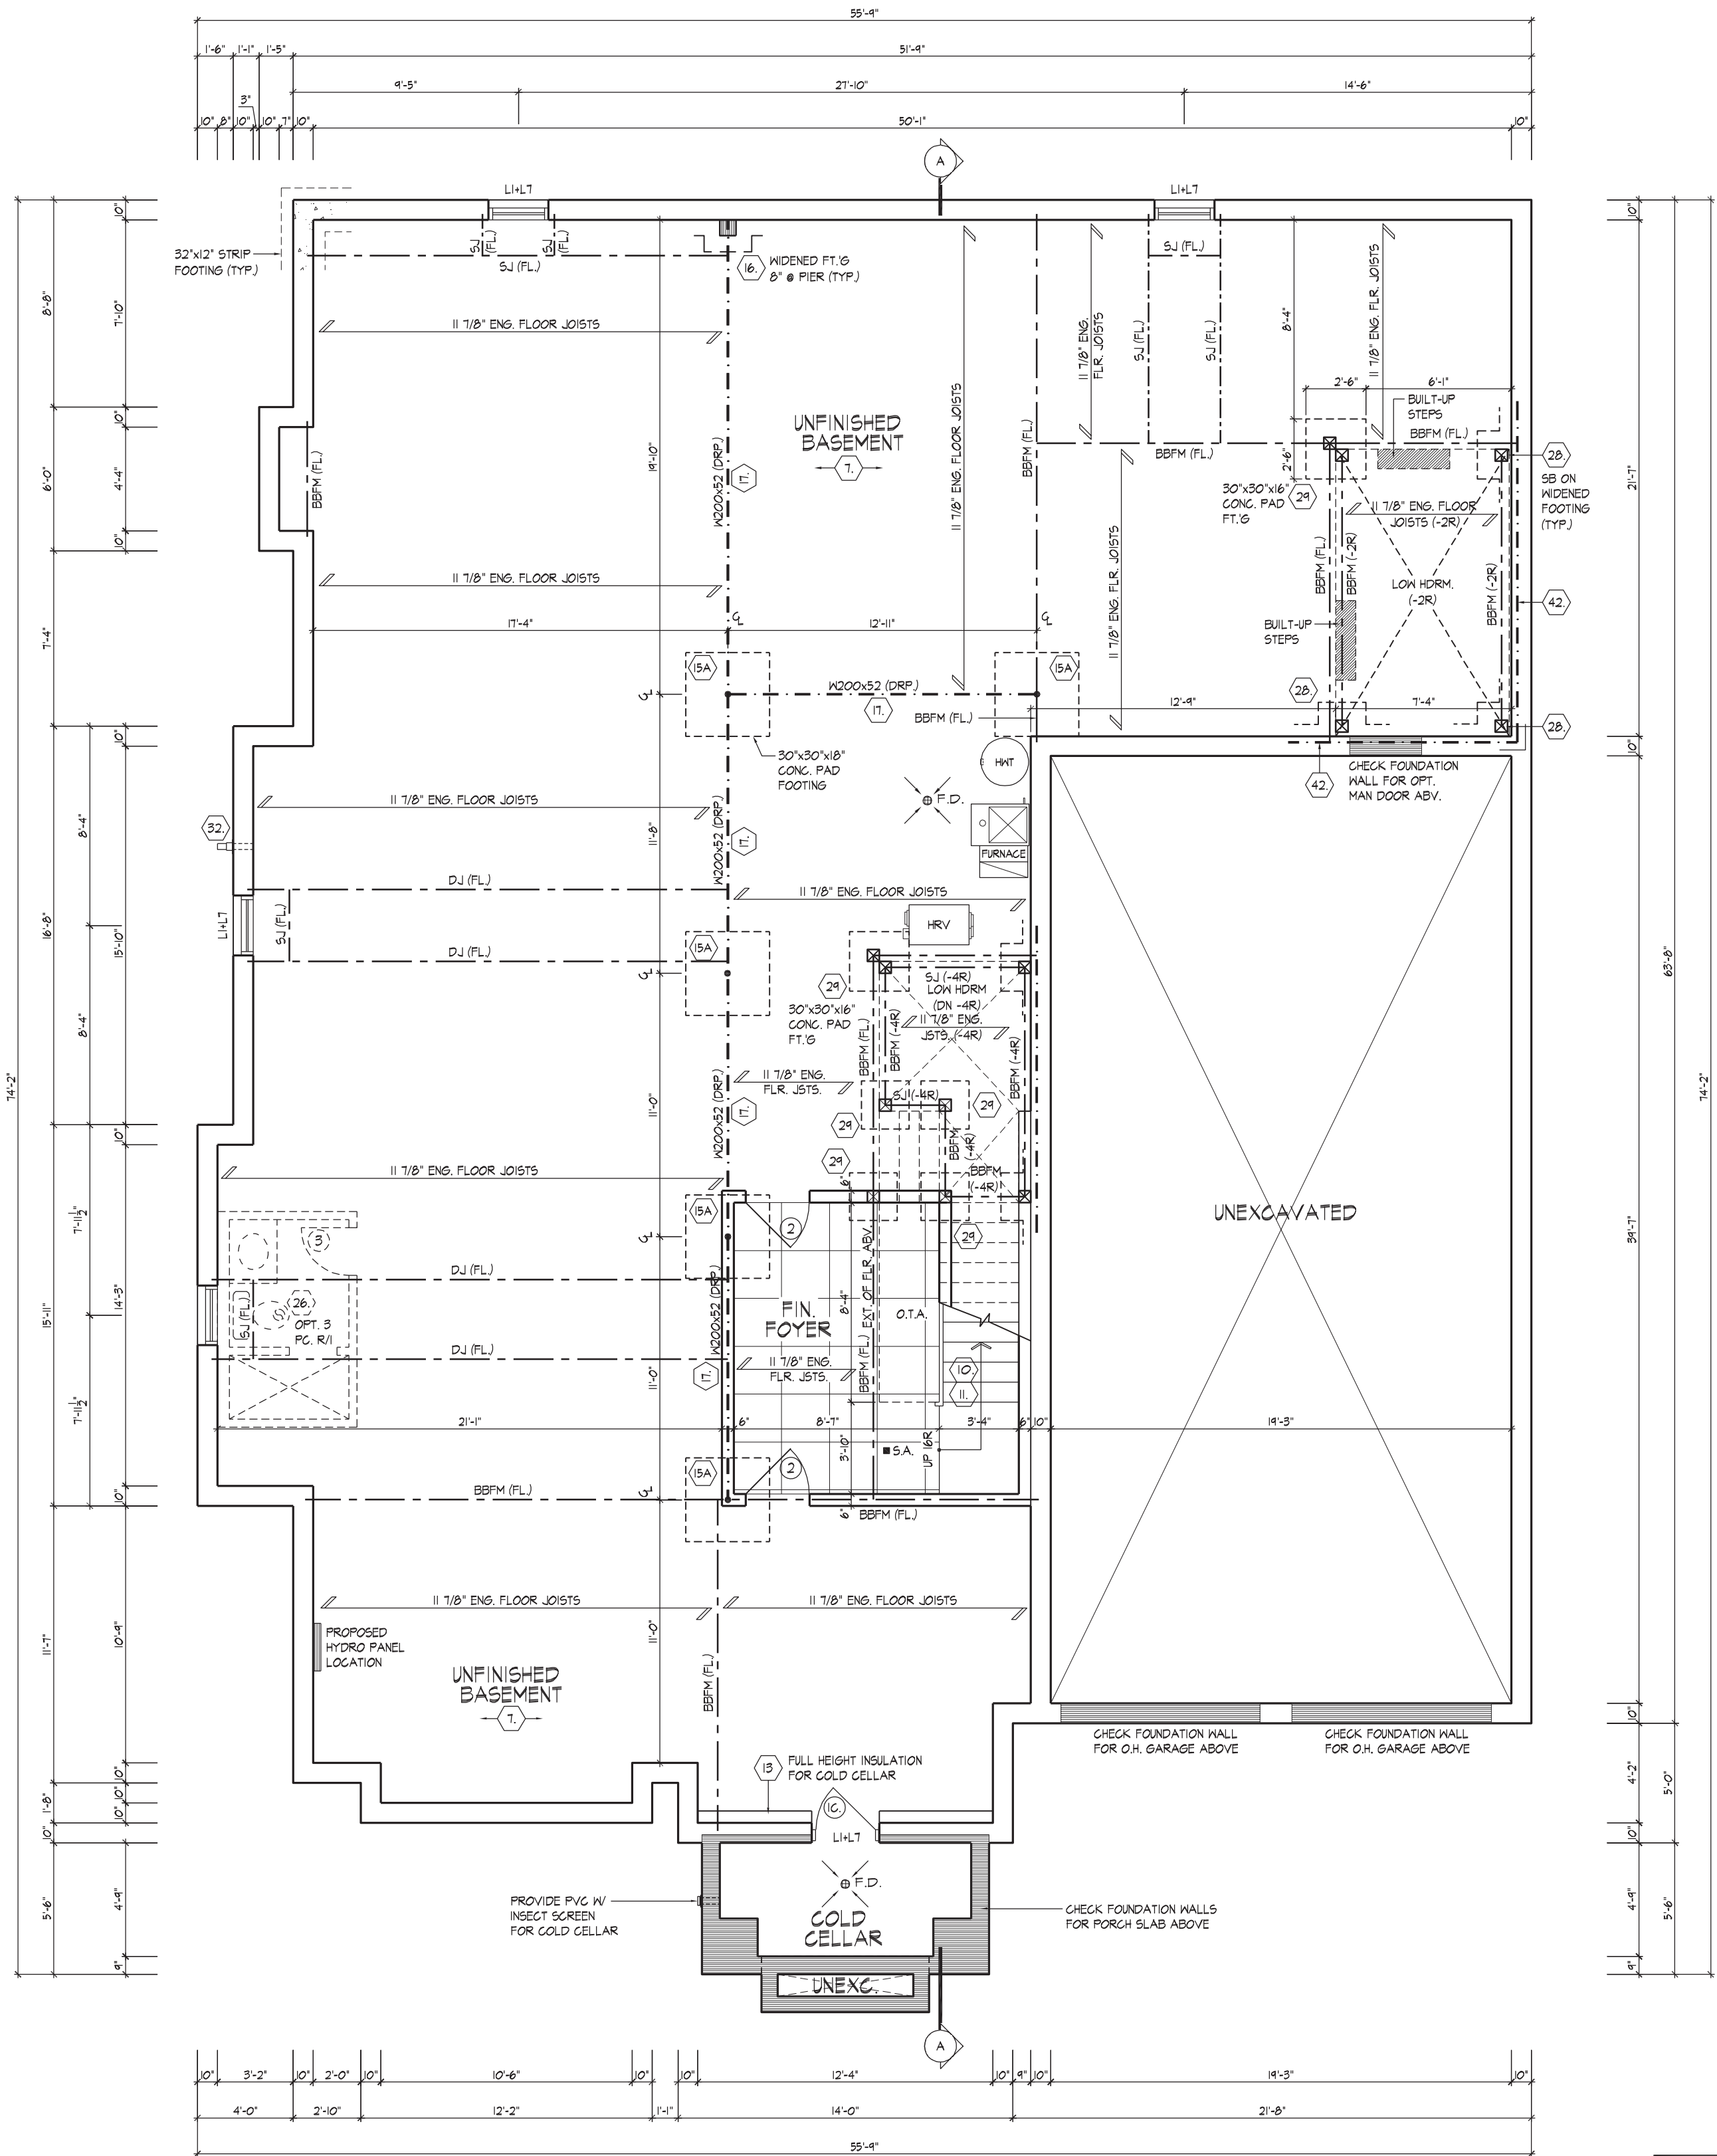 55'-9"
1'-6" 1'-1" 1'-5" 51'-9"
9'-5" 27'-10" 14'-6"
3"
10" 8" 10" 10" 7" 10" 50'-1" 10"
A
L1+L7 L1+L7
32"x12" STRIP
FOOTING (TYP.)
SJ (FL.) SJ (FL.)
SJ (FL.)
16. WIDENED FT.'G
8" @ PIER (TYP.)
SJ (FL.)
11 7/8" ENG. FLOOR JOISTS
11 7/8" ENG. FLOOR JOISTS
11 7/8" ENG.
FLR. JOISTS
SJ (FL.)
SJ (FL.)
11 7/8" ENG. FLR. JOISTS
8'-4"
2'-6" 6'-1"
BUILT-UP
STEPS
UNFINISHED
BASEMENT
7.
W200x52 (DRP.)
17.
19'-10"
BBFM (FL.)
BBFM (FL.)
BBFM (FL.)
BBFM (FL.)
2'-6"
28.
SB ON
WIDENED
FOOTING
(TYP.)
30"x30"x16"
CONC. PAD
FT.'G
29
11 7/8" ENG. FLOOR
JOISTS (-2R)
11 7/8" ENG. FLR. JOISTS
11 7/8" ENG. FLOOR JOISTS
BBFM (FL.)
BBFM (-2R)
LOW HDRM.
(-2R)
BBFM (-2R)
42.
BUILT-UP
STEPS
17'-4" 12'-11"
15A 15A
W200x52 (DRP.)
17.
BBFM (FL.)
28.
12'-9" 7'-4"
28.
30"x30"x18"
CONC. PAD
FOOTING
HWT
F.D.
42.
CHECK FOUNDATION
WALL FOR OPT.
MAN DOOR ABV.
11 7/8" ENG. FLOOR JOISTS
W200x52 (DRP.)
17.
11'-8"
32.
FURNACE
DJ (FL.)
11 7/8" ENG. FLOOR JOISTS
L1+L7
SJ (FL.)
HRV
DJ (FL.)
15A
29
SJ (-4R)
LOW HDRM
(DN -4R)
30"x30"x16"
CONC. PAD
FT.'G
11 7/8" ENG.
JSTS. (-4R)
BBFM (FL.)
BBFM (-4R)
BBFM (-4R)
11 7/8" ENG.
FLR. JSTS.
W200x52 (DRP.)
17.
11'-0"
SJ (-4R)
29
29
BBFM
(-4R)
29
BBFM
(-4R)
6"
11 7/8" ENG. FLOOR JOISTS
15A
2
29
3
UNEXCAVATED
DJ (FL.)
26.
OPT. 3
PC. R/I
SJ (FL.)
W200x52 (DRP.)
FIN.
FOYER
8'-4"
BBFM (FL.) EXT. OF FLR. ABV.
O.T.A.
DJ (FL.)
17.
11'-0"
11 7/8" ENG.
FLR. JSTS.
10.
11.
21'-1" 6" 8'-7" 3'-4" 6" 10" 19'-3"
3'-10"
S.A.
UP 16R
15A
2
BBFM (FL.)
6"
BBFM (FL.)
11 7/8" ENG. FLOOR JOISTS 11 7/8" ENG. FLOOR JOISTS
PROPOSED
HYDRO PANEL
LOCATION
11'-0"
BBFM (FL.)
UNFINISHED
BASEMENT
7.
CHECK FOUNDATION WALL
FOR O.H. GARAGE ABOVE
CHECK FOUNDATION WALL
FOR O.H. GARAGE ABOVE
13 FULL HEIGHT INSULATION
FOR COLD CELLAR
1C.
L1+L7
F.D.
PROVIDE PVC W/
INSECT SCREEN
FOR COLD CELLAR
COLD
CELLAR
CHECK FOUNDATION WALLS
FOR PORCH SLAB ABOVE
UNEXC.
A
74'-2"
8'-8"
6'-0"
7'-4"
16'-8"
15'-11"
11'-7"
1'-8"
10"
5'-6"
8'-4"
8'-4"
7'-11 1/2"
7'-11 1/2"
10"
7'-10"
10"
4'-4"
10"
10"
15'-10"
10"
14'-3"
10"
10'-9"
10"
10"
10"
4'-9"
9"
10"
21'-7"
10"
39'-7"
10"
4'-2"
10"
4'-9"
9"
63'-8"
5'-0"
5'-6"
74'-2"
10" 3'-2" 10" 2'-0" 10" 10'-6" 10" 10" 12'-4" 10" 9" 10" 19'-3" 10"
4'-0" 2'-10" 12'-2" 1'-1" 14'-0" 21'-8"
55'-9"